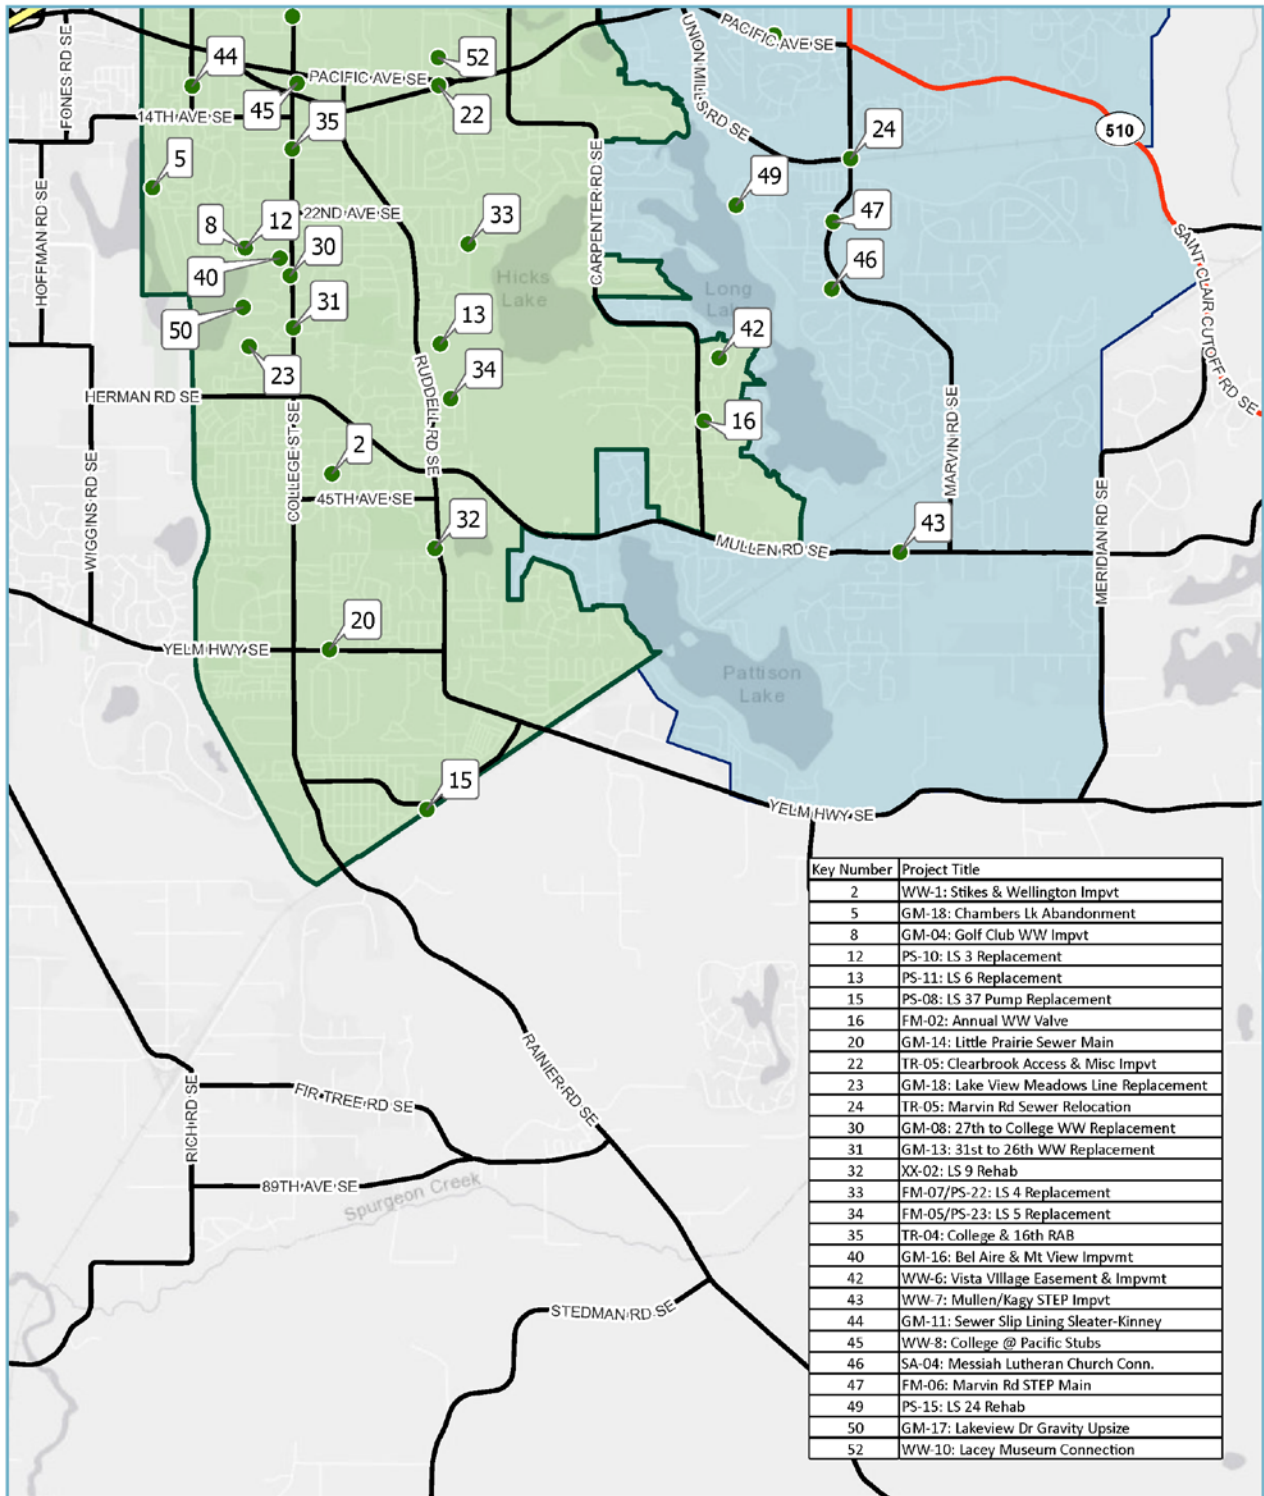 PACIFIC AVE SE
UNION MILLS RD SE
FONES RD SE
44
52
PACIFIC AVE SE
45
22
14TH AVE SE
35
24
510
5
CARPENTER RD SE
49
HOFFMAN RD SE
22ND AVE SE
47
8
12
33
SAINT CLAIR CUTOFF RD SE
40
30
Hicks
Lake
46
Long
Lake
50
31
13
42
23
34
RUDDELL RD SE
HERMAN RD SE
16
MARVIN RD SE
COLLEGE ST SE
2
45TH AVE SE
WIGGINS RD SE
32
43
MULLEN RD SE
MERIDIAN RD SE
20
YELM HWY SE
Pattison
Lake
15
YELM HWY SE
RAINIER RD SE
RICH RD SE
FIR TREE RD SE
89TH AVE SE
Spurgeon Creek
STEDMAN RD SE
Key Number Project Title
2 WW-1: Stikes & Wellington Impvt
5 GM-18: Chambers Lk Abandonment
8 GM-04: Golf Club WW Impvt
12 PS-10: LS 3 Replacement
13 PS-11: LS 6 Replacement
15 PS-08: LS 37 Pump Replacement
16 FM-02: Annual WW Valve
20 GM-14: Little Prairie Sewer Main
22 TR-05: Clearbrook Access & Misc Impvt
23 GM-18: Lake View Meadows Line Replacement
24 TR-05: Marvin Rd Sewer Relocation
30 GM-08: 27th to College WW Replacement
31 GM-13: 31st to 26th WW Replacement
32 XX-02: LS 9 Rehab
33 FM-07/PS-22: LS 4 Replacement
34 FM-05/PS-23: LS 5 Replacement
35 TR-04: College & 16th RAB
40 GM-16: Bel Aire & Mt View Impvmt
42 WW-6: Vista VIllage Easement & Impvmt
43 WW-7: Mullen/Kagy STEP Impvt
44 GM-11: Sewer Slip Lining Sleater-Kinney
45 WW-8: College @ Pacific Stubs
46 SA-04: Messiah Lutheran Church Conn.
47 FM-06: Marvin Rd STEP Main
49 PS-15: LS 24 Rehab
50 GM-17: Lakeview Dr Gravity Upsize
52 WW-10: Lacey Museum Connection